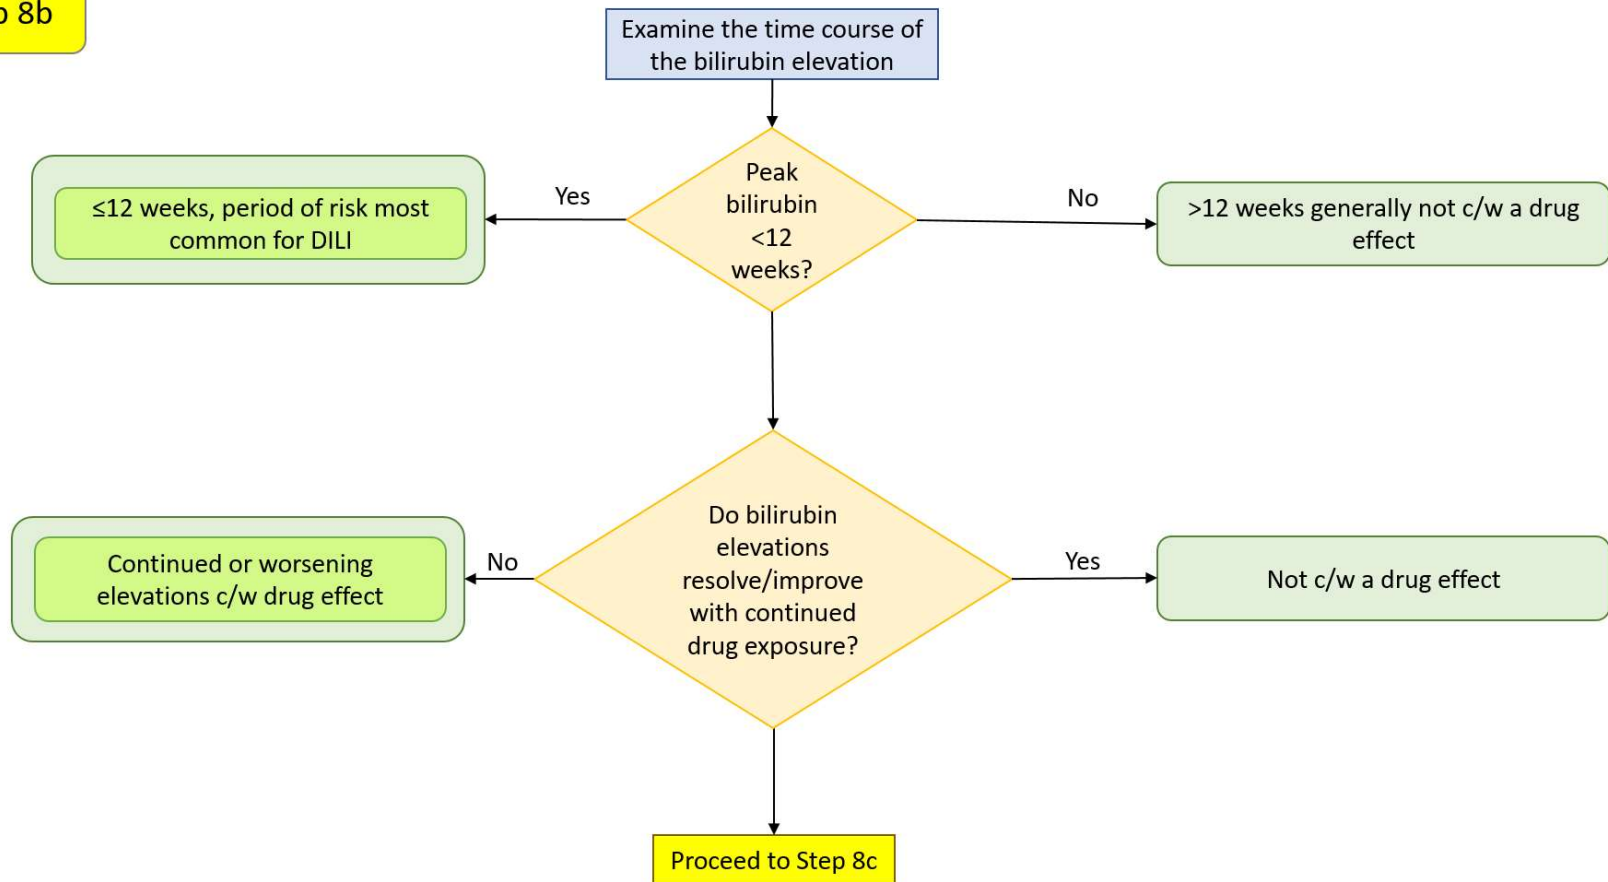 8b
Examine the time course of
the bilirubin elevation
Peak
bilirubin
<12
weeks?
Yes
No
≤12 weeks, period of risk most
common for DILI
>12 weeks generally not c/w a drug
effect
Do bilirubin
elevations
resolve/improve
with continued
drug exposure?
No
Yes
Continued or worsening
elevations c/w drug effect
Not c/w a drug effect
Proceed to Step 8c